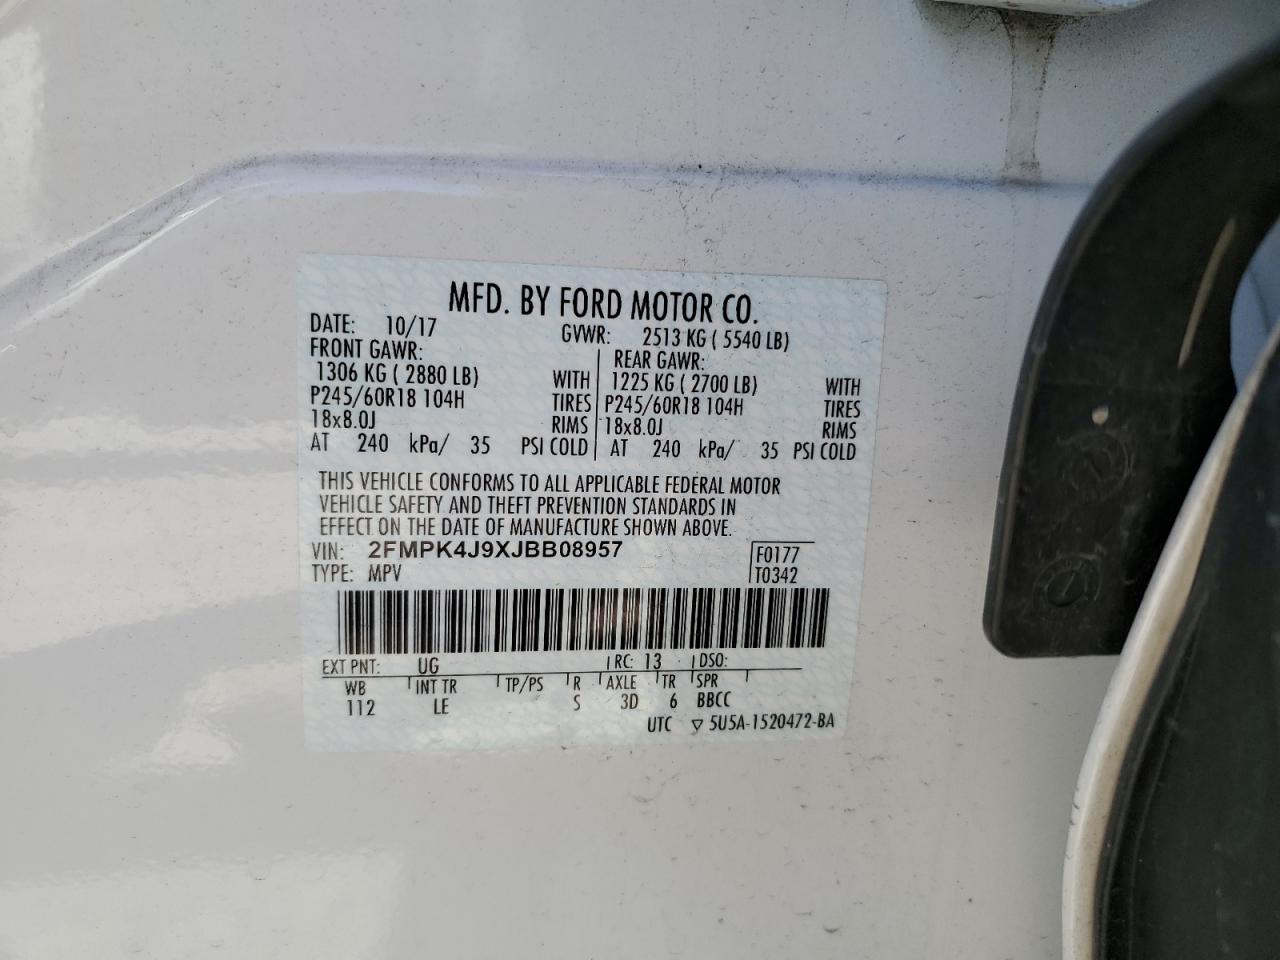 MFD. BY FORD MOTOR CO.
DATE: 10/17 GVWR: 2513 KG ( 5540 LB)
FRONT GAWR: REAR GAWR:
1306 KG ( 2880 LB) WITH 1225 KG ( 2700 LB) WITH
P245/60R18 104H TIRES P245/60R18 104H TIRES
18x8.0J RIMS 18x8.0J RIMS
AT 240 kPa/ 35 PSI COLD AT 240 kPa/ 35 PSI COLD
THIS VEHICLE CONFORMS TO ALL APPLICABLE FEDERAL MOTOR
VEHICLE SAFETY AND THEFT PREVENTION STANDARDS IN
EFFECT ON THE DATE OF MANUFACTURE SHOWN ABOVE.
VIN: 2FMPK4J9XJBB08957 F0177
TYPE: MPV T0342
EXT PNT: UG RC: 13 DSO:
WB INT TR TP/PS R AXLE TR SPR
112 LE S 3D 6 BBCC
UTC ▽ 5U5A-1520472-BA